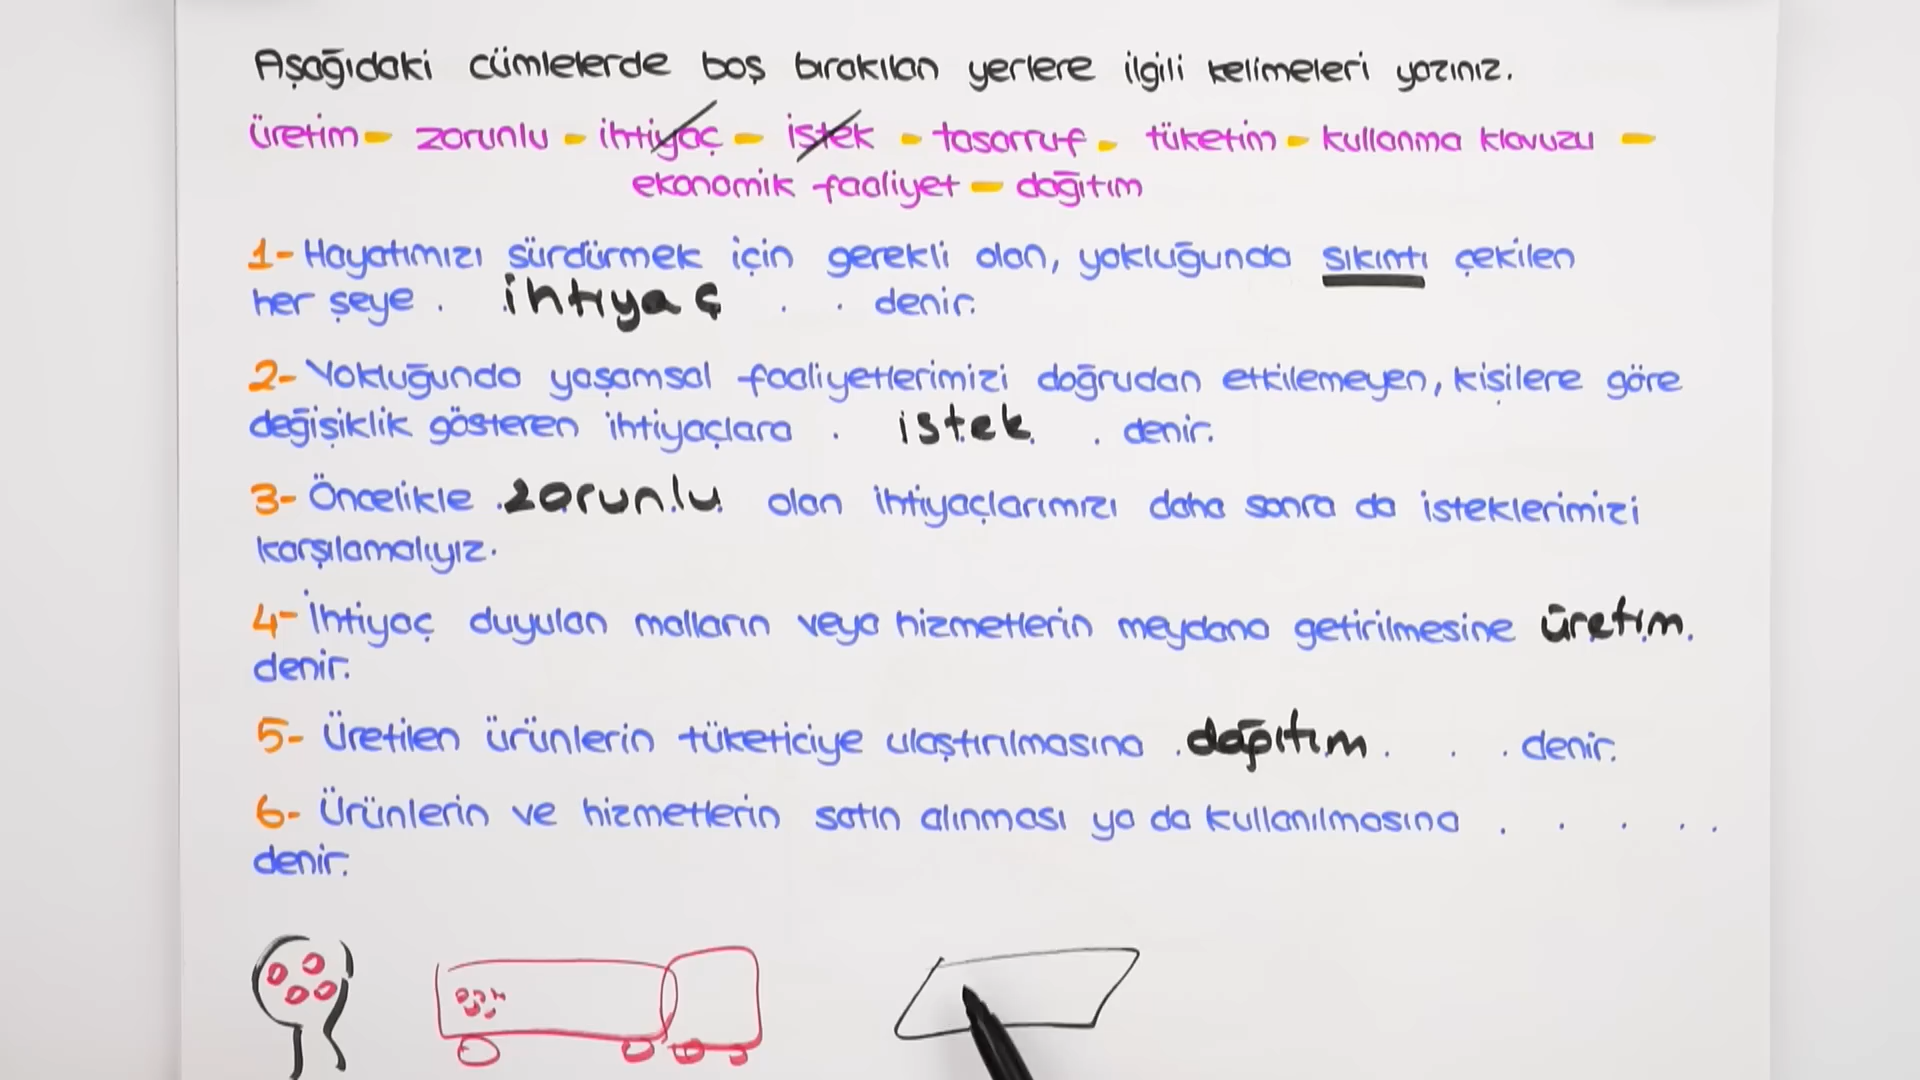 Aşağıdaki cümlelerde boş bırakılan yerlere ilgili kelimeleri yazınız.
üretim - zorunlu - ihtiyaç - istek - tasarruf - tüketim - kullanma klavuzu -
ekonomik faaliyet - dağıtım
1- Hayatımızı sürdürmek için gerekli olan, yokluğunda sıkıntı çekilen
her şeye . ihtiyaç . . denir.
2- Yokluğunda yaşamsal faaliyetlerimizi doğrudan etkilemeyen, kişilere göre
değişiklik gösteren ihtiyaçlara . istek . denir.
3- Öncelikle .zorunlu olan ihtiyaçlarımızı daha sonra da isteklerimizi
karşılamalıyız.
4- İhtiyaç duyulan malların veya hizmetlerin meydana getirilmesine üretim.
denir.
5- Üretilen ürünlerin tüketiciye ulaştırılmasına .dağıtım . . . denir.
6- Ürünlerin ve hizmetlerin satın alınması ya da kullanılmasına . . . . .
denir.